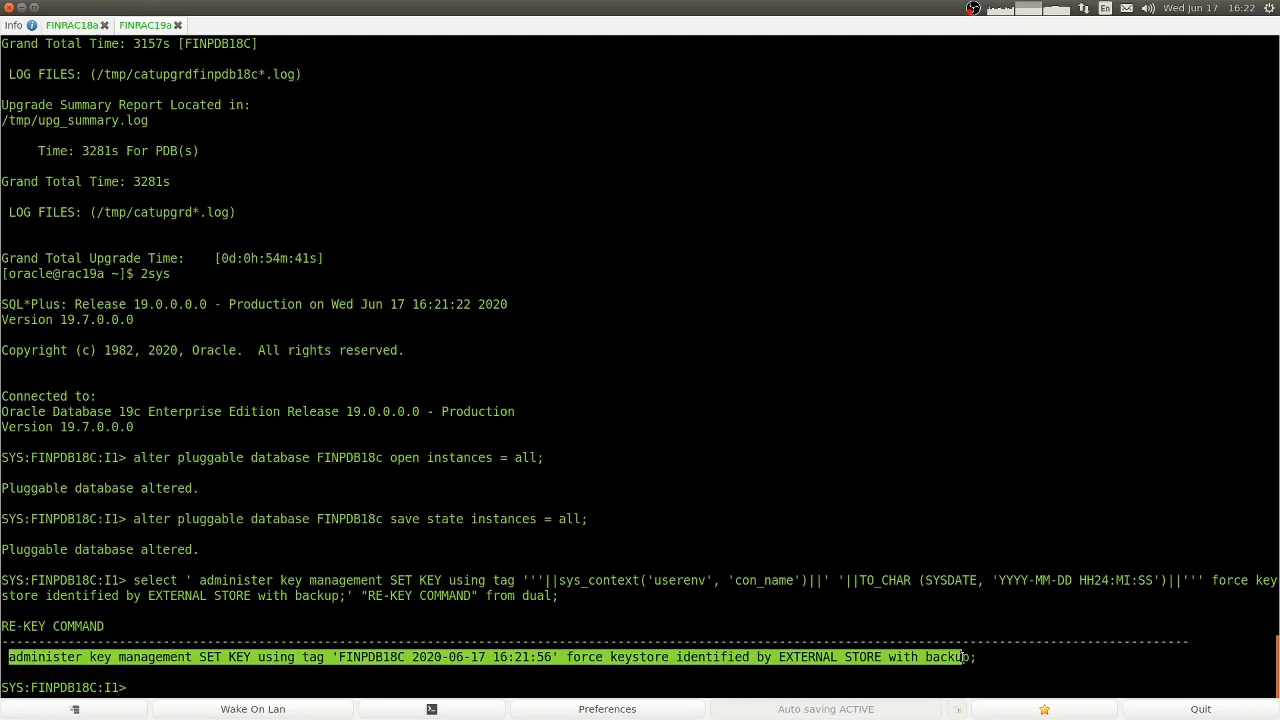 En
Wed Jun 17
16:22
Info
FINRAC18a
FINRAC19a
Grand Total Time: 3157s [FINPDB18C]
LOG FILES: (/tmp/catupgrdfinpdb18c*.log)
Upgrade Summary Report Located in:
/tmp/upg_summary.log
Time: 3281s For PDB(s)
Grand Total Time: 3281s
LOG FILES: (/tmp/catupgrd*.log)
Grand Total Upgrade Time:    [0d:0h:54m:41s]
[oracle@rac19a ~]$ 2sys
SQL*Plus: Release 19.0.0.0.0 - Production on Wed Jun 17 16:21:22 2020
Version 19.7.0.0.0
Copyright (c) 1982, 2020, Oracle.  All rights reserved.
Connected to:
Oracle Database 19c Enterprise Edition Release 19.0.0.0.0 - Production
Version 19.7.0.0.0
SYS:FINPDB18C:I1> alter pluggable database FINPDB18c open instances = all;
Pluggable database altered.
SYS:FINPDB18C:I1> alter pluggable database FINPDB18c save state instances = all;
Pluggable database altered.
SYS:FINPDB18C:I1> select ' administer key management SET KEY using tag '''||sys_context('userenv', 'con_name')||' '||TO_CHAR (SYSDATE, 'YYYY-MM-DD HH24:MI:SS')||''' force key
store identified by EXTERNAL STORE with backup;' "RE-KEY COMMAND" from dual;
RE-KEY COMMAND
------------------------------------------------------------------------------------------------------------------------------------------------------------------
administer key management SET KEY using tag 'FINPDB18C 2020-06-17 16:21:56' force keystore identified by EXTERNAL STORE with backup;
SYS:FINPDB18C:I1>
Wake On Lan
Preferences
Auto saving ACTIVE
Quit